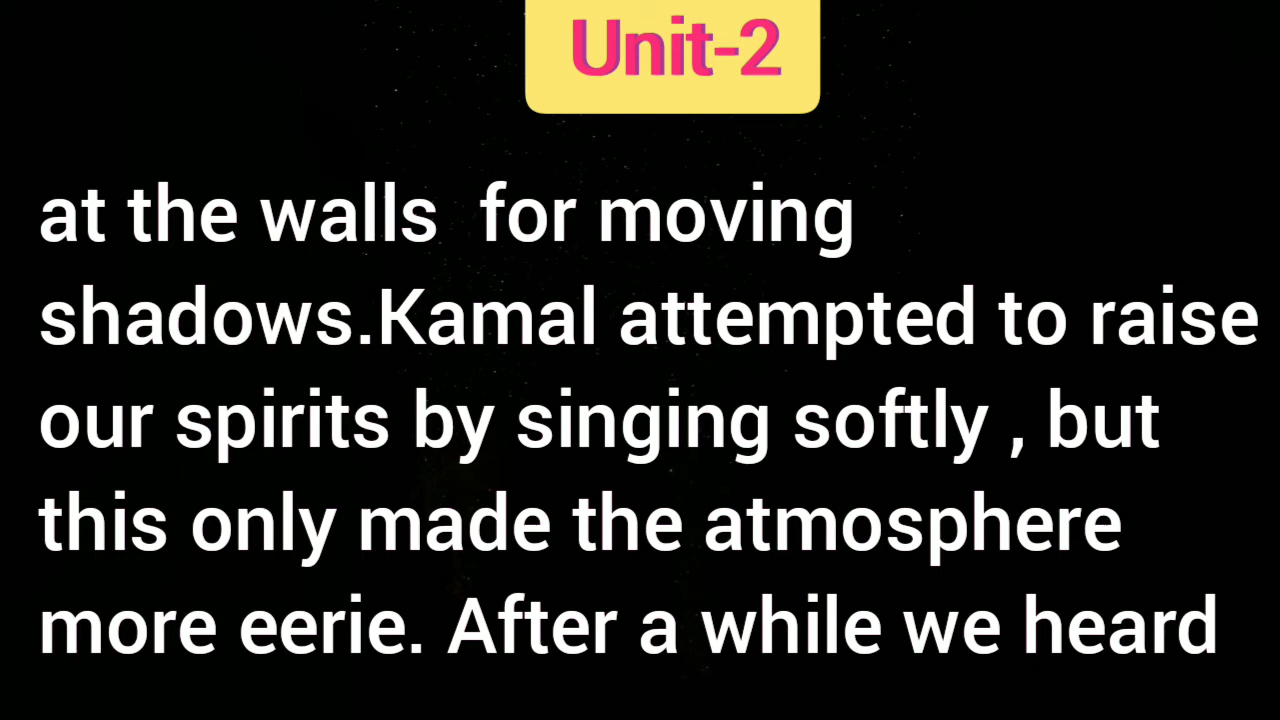 Unit-2
at the walls  for moving
shadows.Kamal attempted to raise
our spirits by singing softly , but
this only made the atmosphere
more eerie. After a while we heard